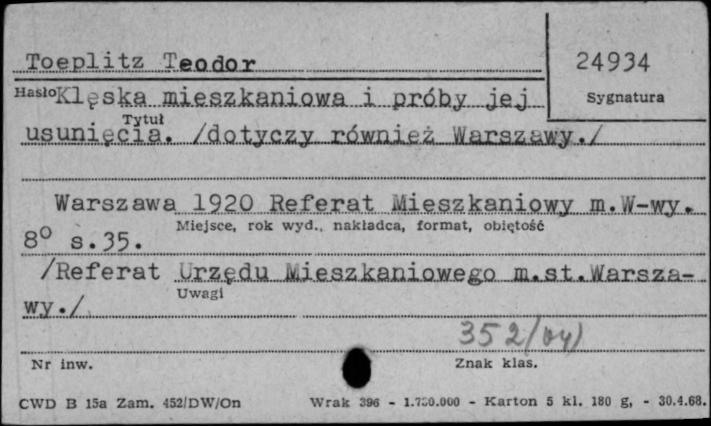 Toeplitz Teodor
24934
Hasło Klęska mieszkaniowa i próby jej
Sygnatura
Tytuł
usunięcia. /dotyczy również Warszawy./
Warszawa 1920 Referat Mieszkaniowy m.W-wy.
Miejsce, rok wyd., nakładca, format, objętość
8° s.35.
/Referat Urzędu Mieszkaniowego m.st.Warsza-
Uwagi
wy./
352/04)
Nr inw.
Znak klas.
CWD B 15a Zam. 452/DW/On
Wrak 396 - 1.730.000 - Karton 5 kl. 180 g, - 30.4.68.